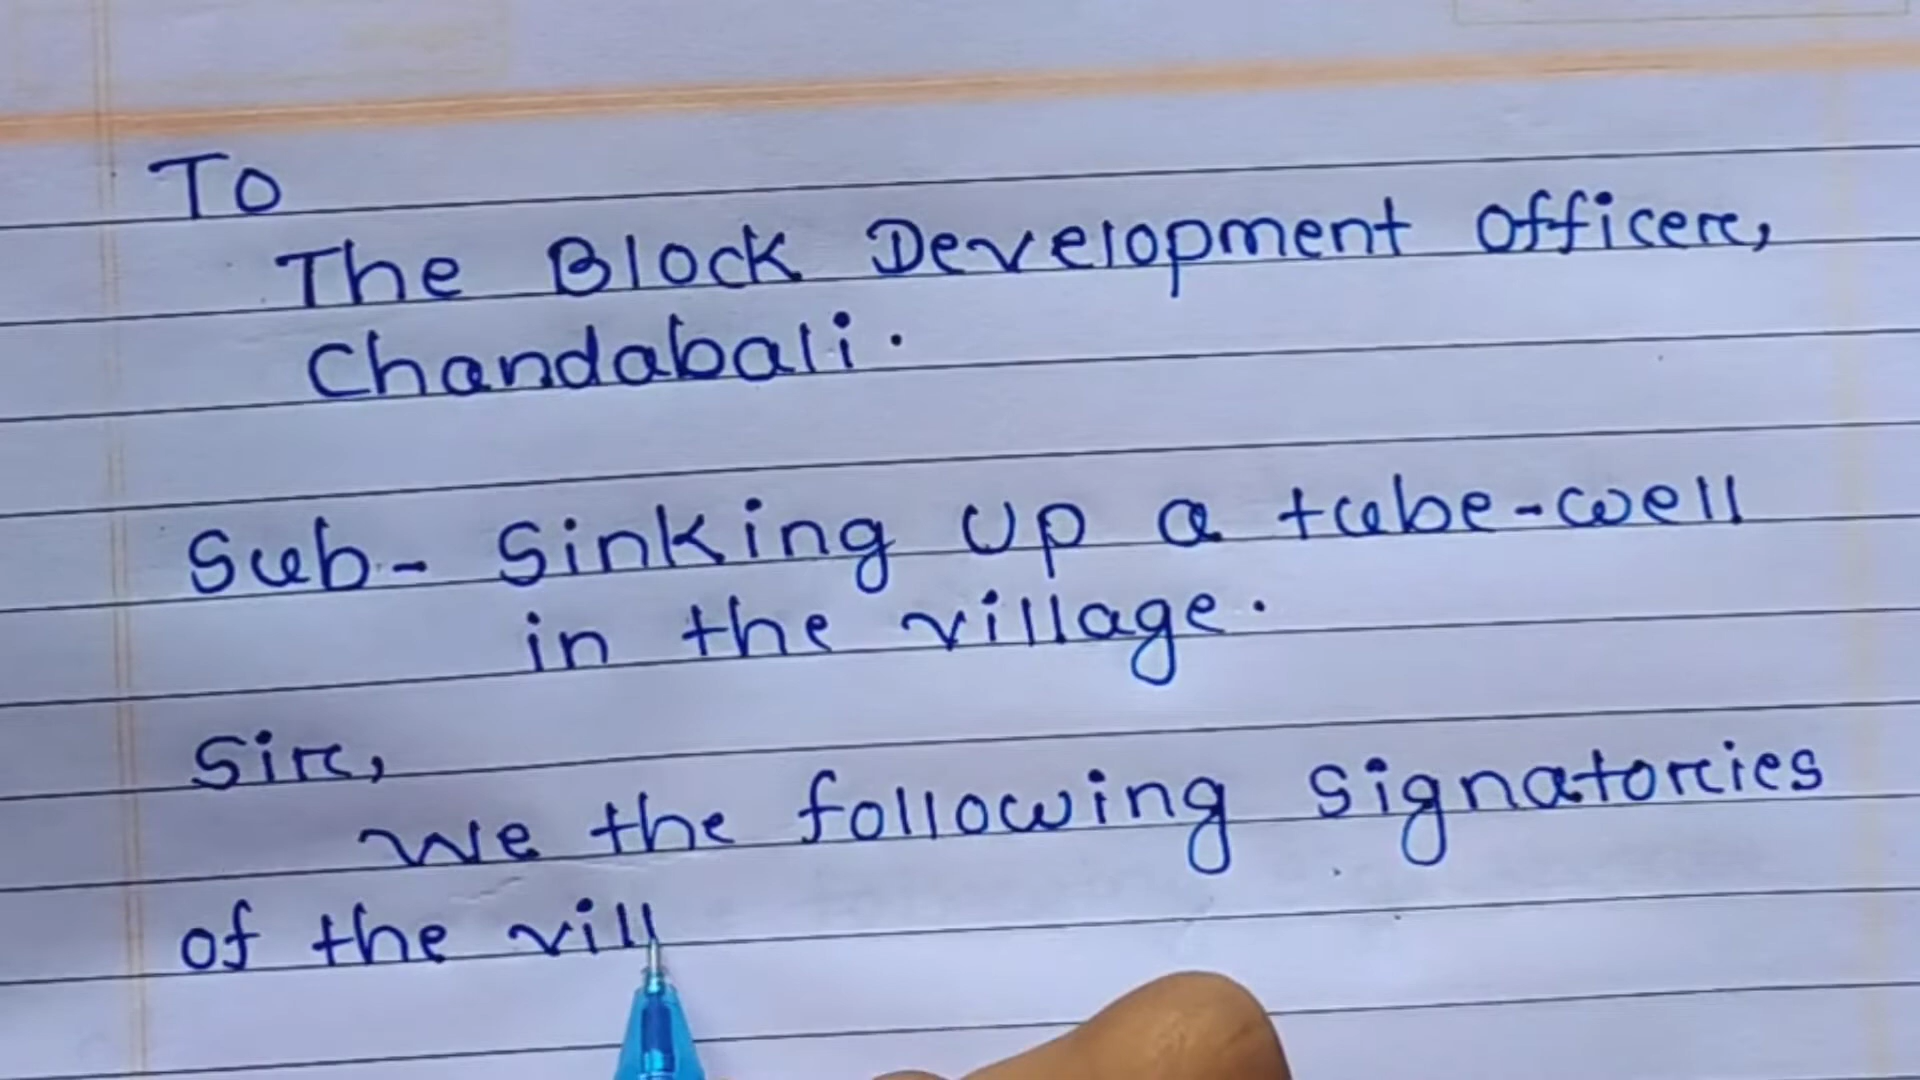 To
The Block Development Officer,
Chandabali.
Sub- Sinking up a tube-well
in the village.
Sir,
We the following signatories
of the vill